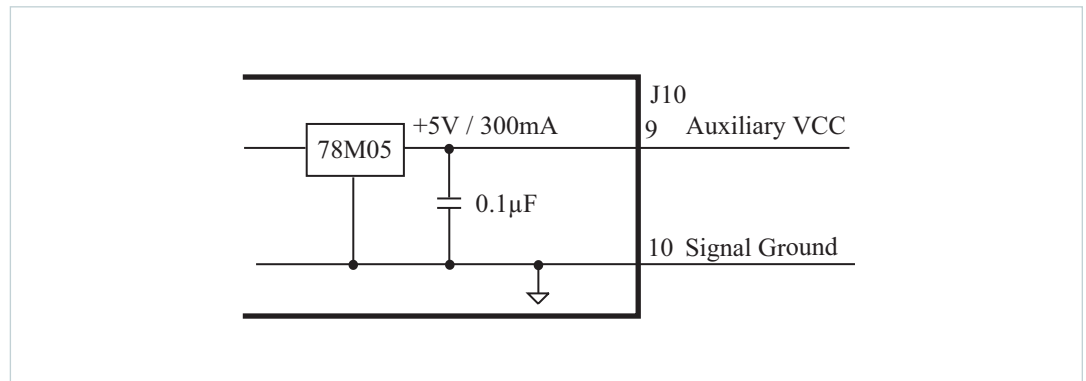 J10
+5V / 300mA
9 Auxiliary VCC
78M05
0.1µF
10 Signal Ground